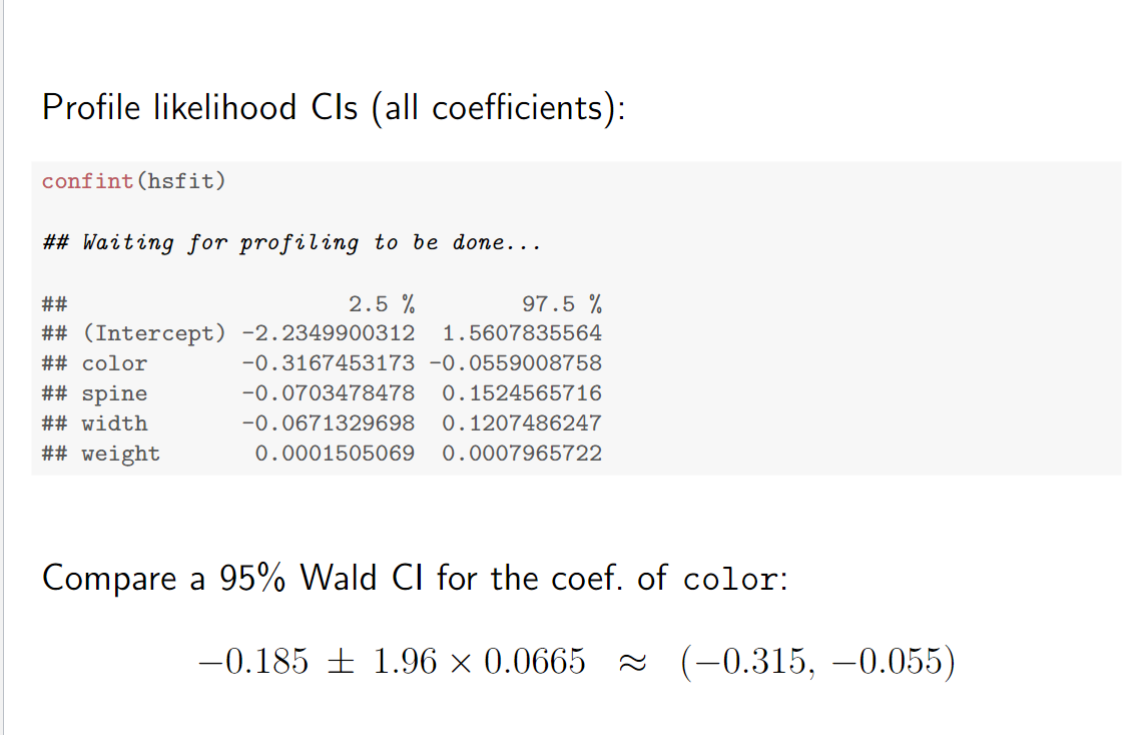 Profile likelihood CIs (all coefficients):
confint(hsfit)
## Waiting for profiling to be done...
## 2.5 % 97.5 %
## (Intercept) -2.2349900312 1.5607835564
## color -0.3167453173 -0.0559008758
## spine -0.0703478478 0.1524565716
## width -0.0671329698 0.1207486247
## weight 0.0001505069 0.0007965722
Compare a 95% Wald CI for the coef. of color:
−0.185 ± 1.96 × 0.0665 ≈ (−0.315, −0.055)